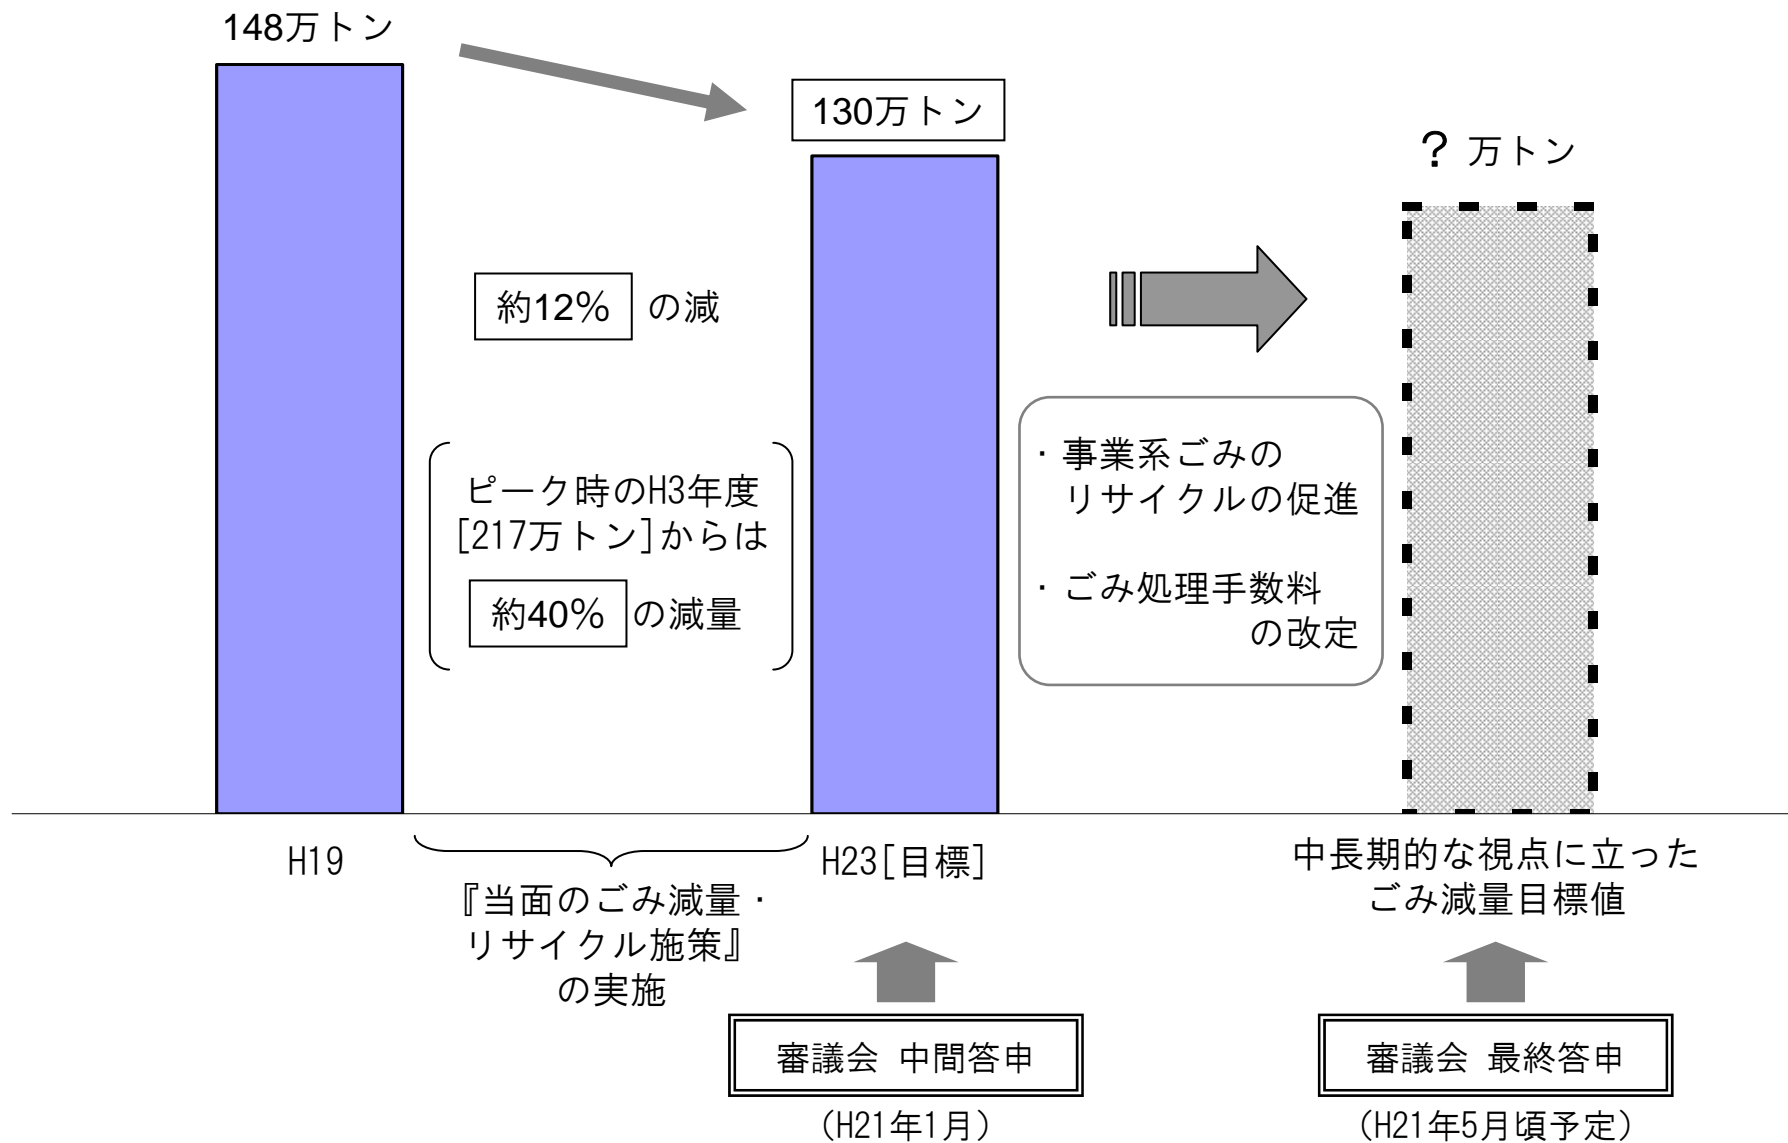 148万トン
130万トン
？ 万トン
約12％ の減
ピーク時のH3年度
[217万トン]からは
約40％ の減量
・事業系ごみの
リサイクルの促進
・ごみ処理手数料
の改定
H19
H23[目標]
中長期的な視点に立った
ごみ減量目標値
『当面のごみ減量・
リサイクル施策』
の実施
審議会 中間答申
(H21年1月)
審議会 最終答申
(H21年5月頃予定)